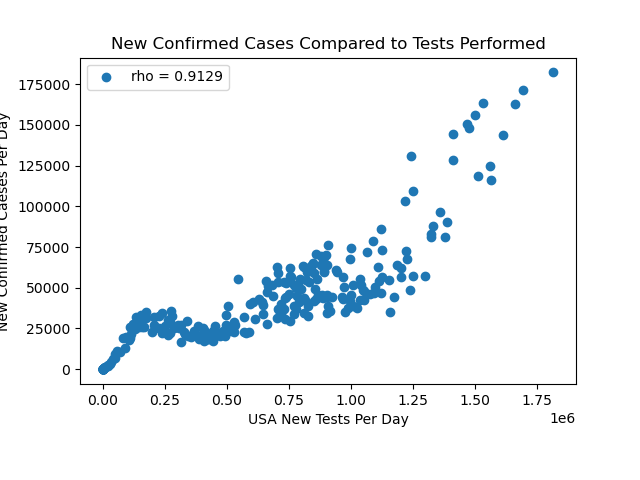 New Confirmed Cases Compared to Tests Performed
rho = 0.9129
175000
150000
125000
100000
75000
50000
25000
0
New Confirmed Caeses Per Day
0.00 0.25 0.50 0.75 1.00 1.25 1.50 1.75
1e6
USA New Tests Per Day